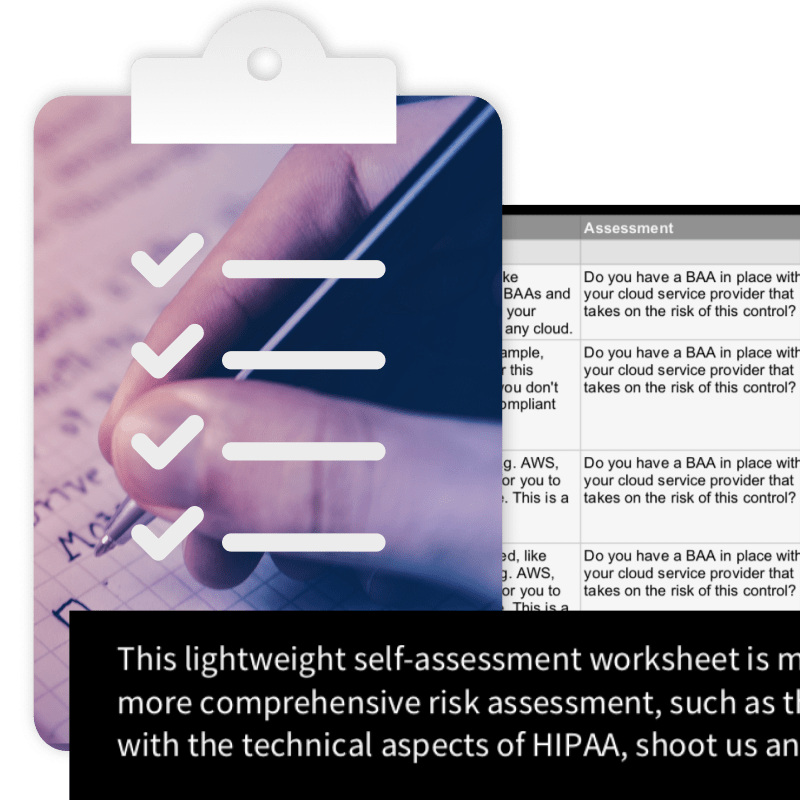 Assessment
ke
BAAs and
your
any cloud.
Do you have a BAA in place with
your cloud service provider that
takes on the risk of this control?
ample,
r this
you don't
ompliant
Do you have a BAA in place with
your cloud service provider that
takes on the risk of this control?
g. AWS,
or you to
. This is a
Do you have a BAA in place with
your cloud service provider that
takes on the risk of this control?
ed, like
g. AWS,
or you to
. This is a
Do you have a BAA in place with
your cloud service provider that
takes on the risk of this control?
This lightweight self-assessment worksheet is m
more comprehensive risk assessment, such as th
with the technical aspects of HIPAA, shoot us an